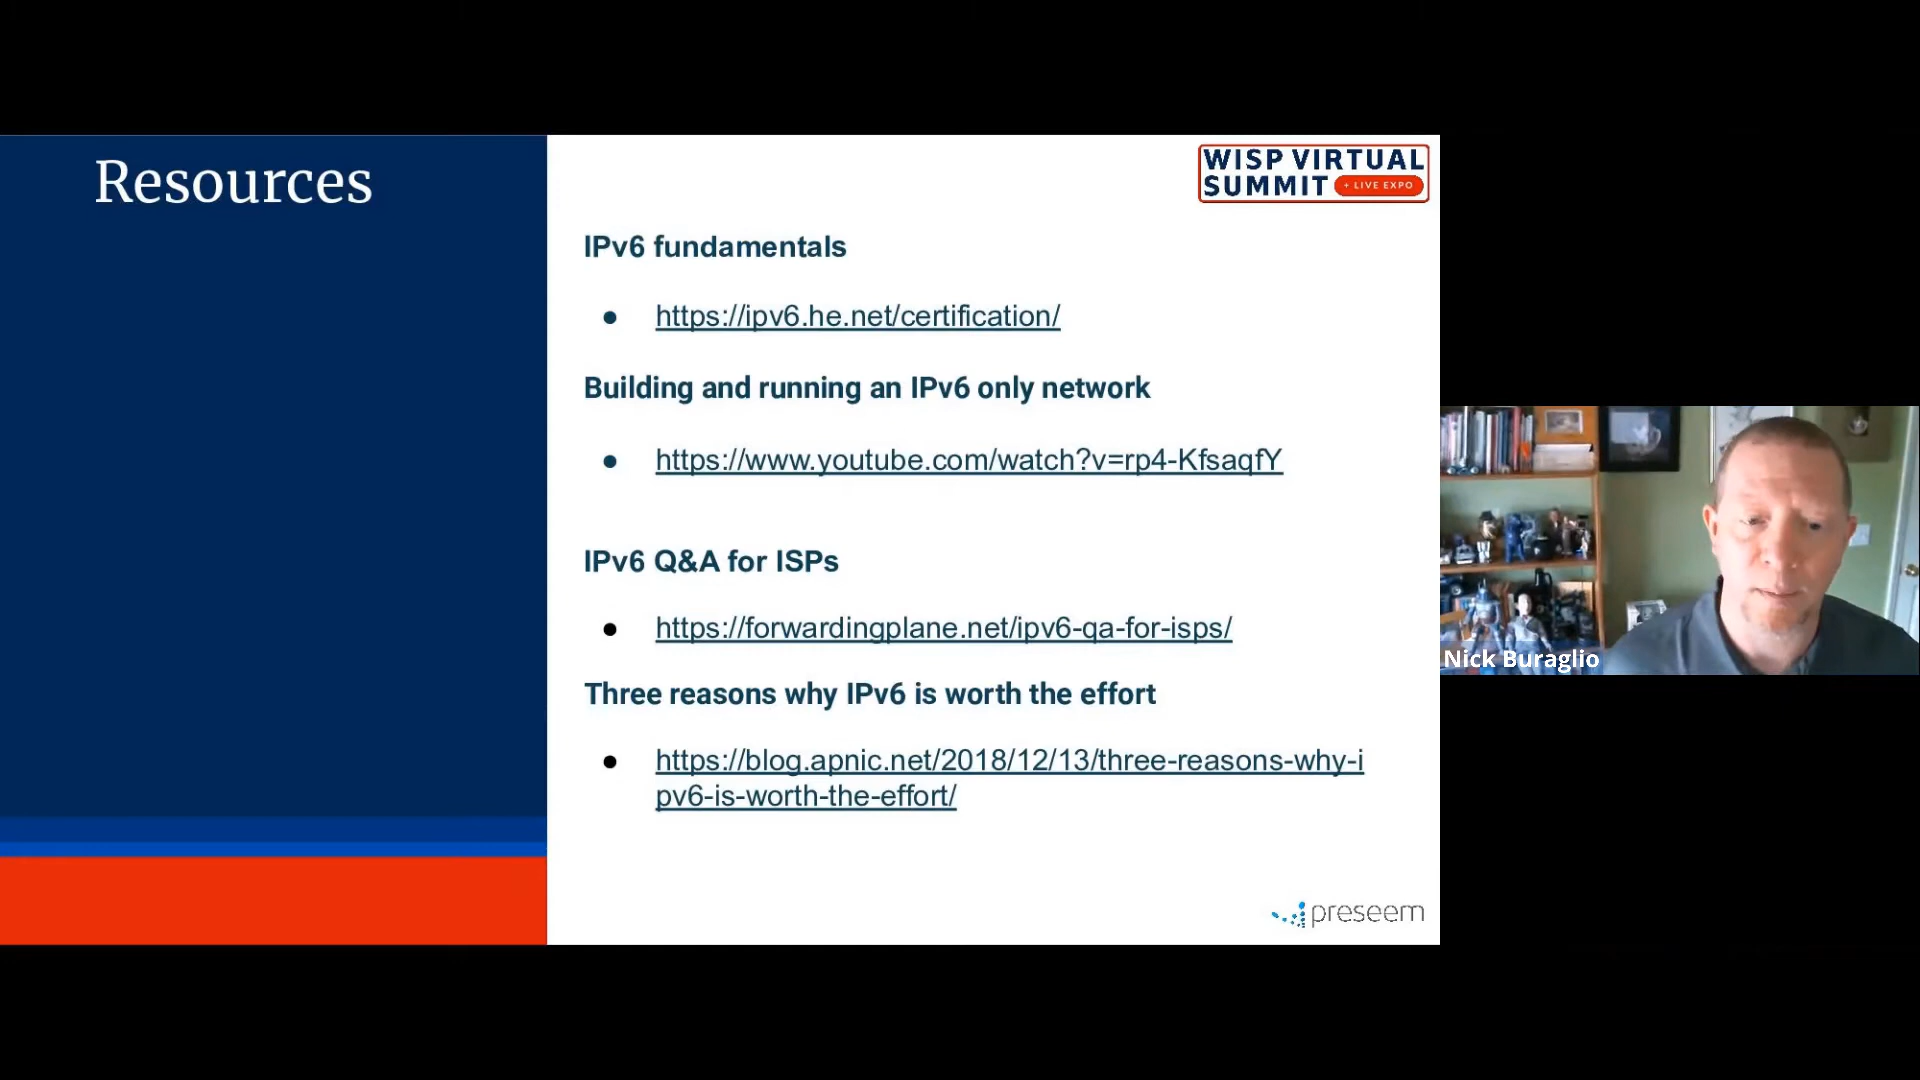 Resources
WISP VIRTUAL
SUMMIT + LIVE EXPO
IPv6 fundamentals
● https://ipv6.he.net/certification/
Building and running an IPv6 only network
● https://www.youtube.com/watch?v=rp4-KfsaqfY
IPv6 Q&A for ISPs
● https://forwardingplane.net/ipv6-qa-for-isps/
Three reasons why IPv6 is worth the effort
● https://blog.apnic.net/2018/12/13/three-reasons-why-i
pv6-is-worth-the-effort/
preseem
Nick Buraglio